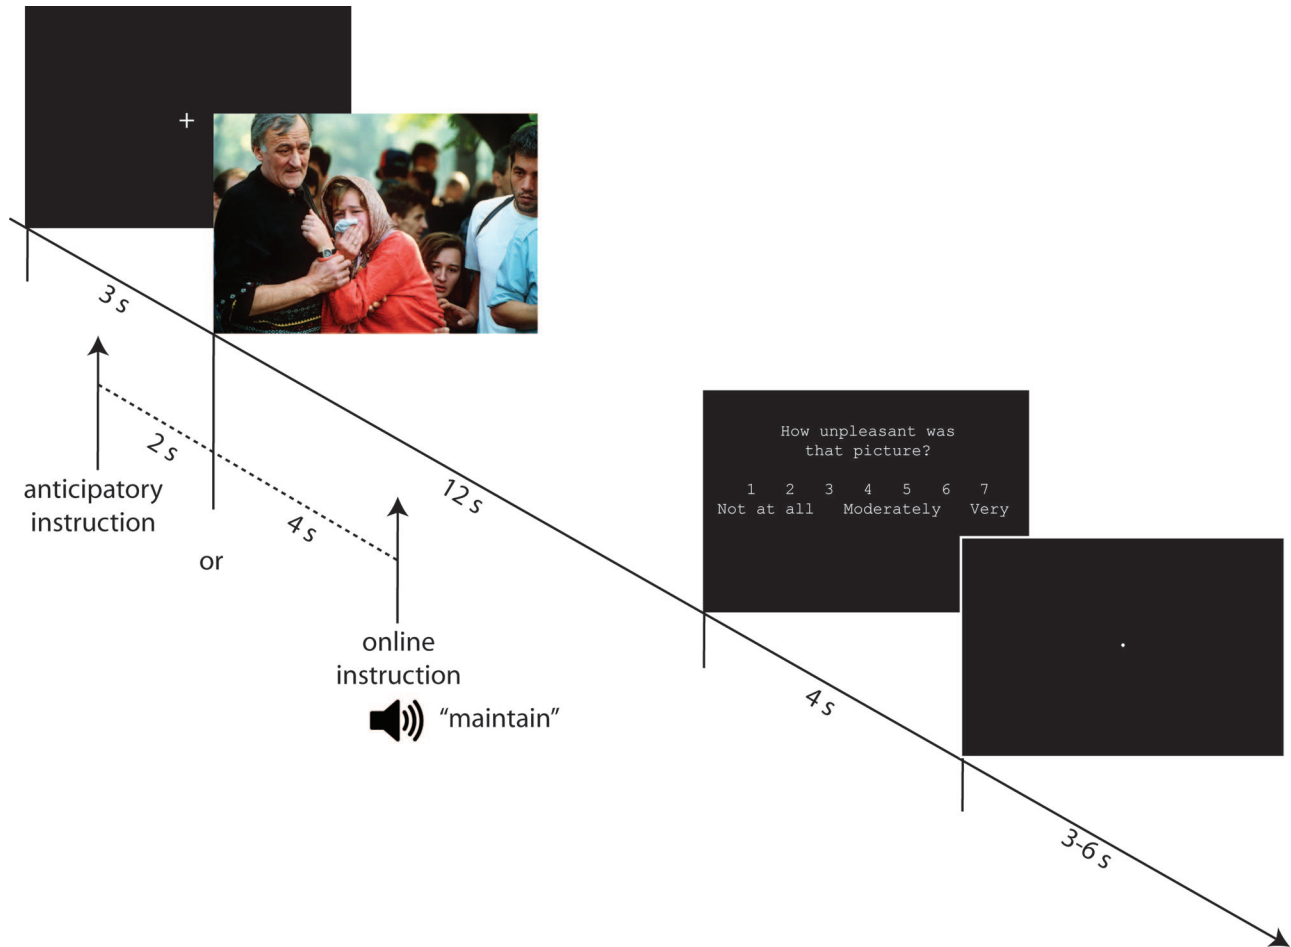 +
3 s
2 s
anticipatory
instruction
or
4 s
12 s
online
instruction
“maintain”
How unpleasant was
that picture?
1 2 3 4 5 6 7
Not at all Moderately Very
4 s
3-6 s